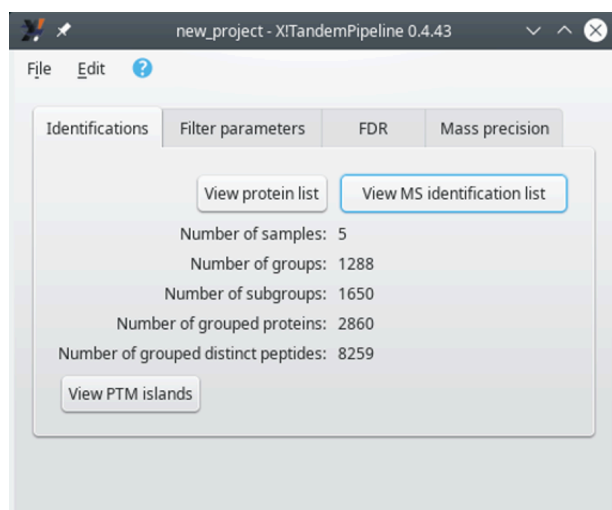 new_project - X!TandemPipeline 0.4.43
File Edit ?
Identifications Filter parameters FDR Mass precision
View protein list View MS identification list
Number of samples: 5
Number of groups: 1288
Number of subgroups: 1650
Number of grouped proteins: 2860
Number of grouped distinct peptides: 8259
View PTM islands